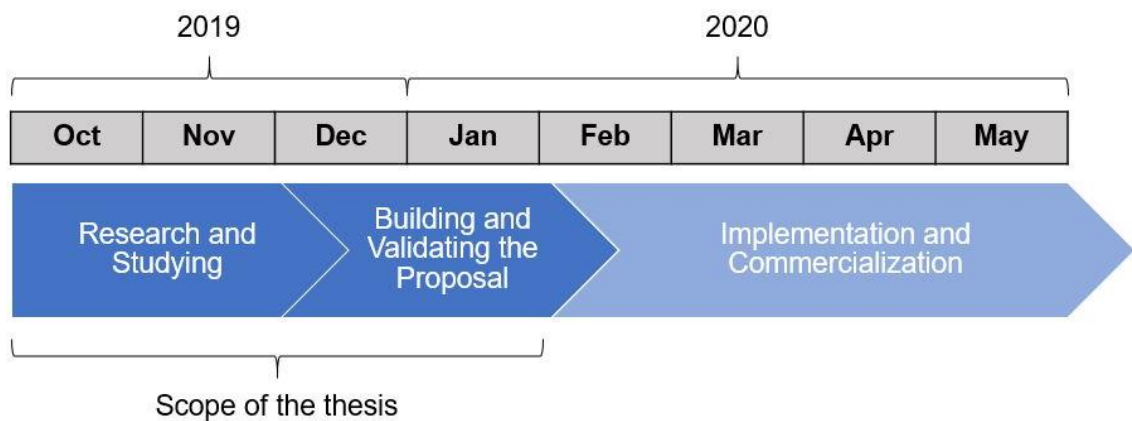 2019
2020
Oct Nov Dec Jan Feb Mar Apr May
Research and
Studying
Building and
Validating the
Proposal
Implementation and
Commercialization
Scope of the thesis